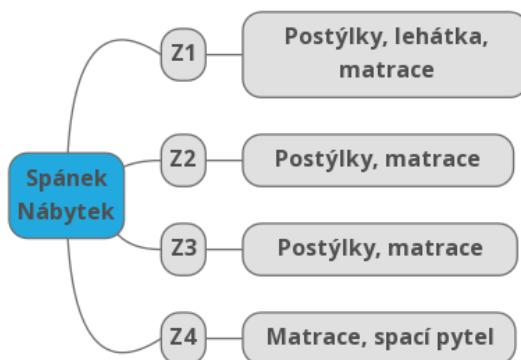 Z1
Postýlky, lehátka,
matrace
Z2
Postýlky, matrace
Spánek
Nábytek
Z3
Postýlky, matrace
Z4
Matrace, spací pytel